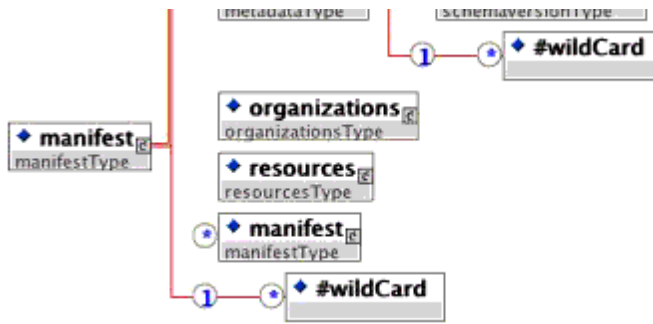 metadataType
schemaversionType
1 * #wildCard
manifest
manifestType
organizations
organizationsType
resources
resourcesType
* manifest
manifestType
1 * #wildCard